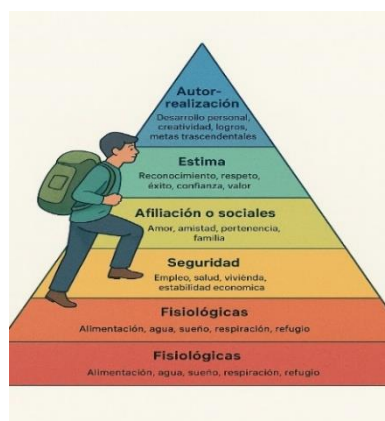 Autor-
realización
Desarrollo personal,
creatividad, logros,
metas trascendentales
Estima
Reconocimiento, respeto,
éxito, confianza, valor
Afiliación o sociales
Amor, amistad, pertenencia,
familia
Seguridad
Empleo, salud, vivienda,
estabilidad economica
Fisiológicas
Alimentación, agua, sueño, respiración, refugio
Fisiológicas
Alimentación, agua, sueño, respiración, refugio